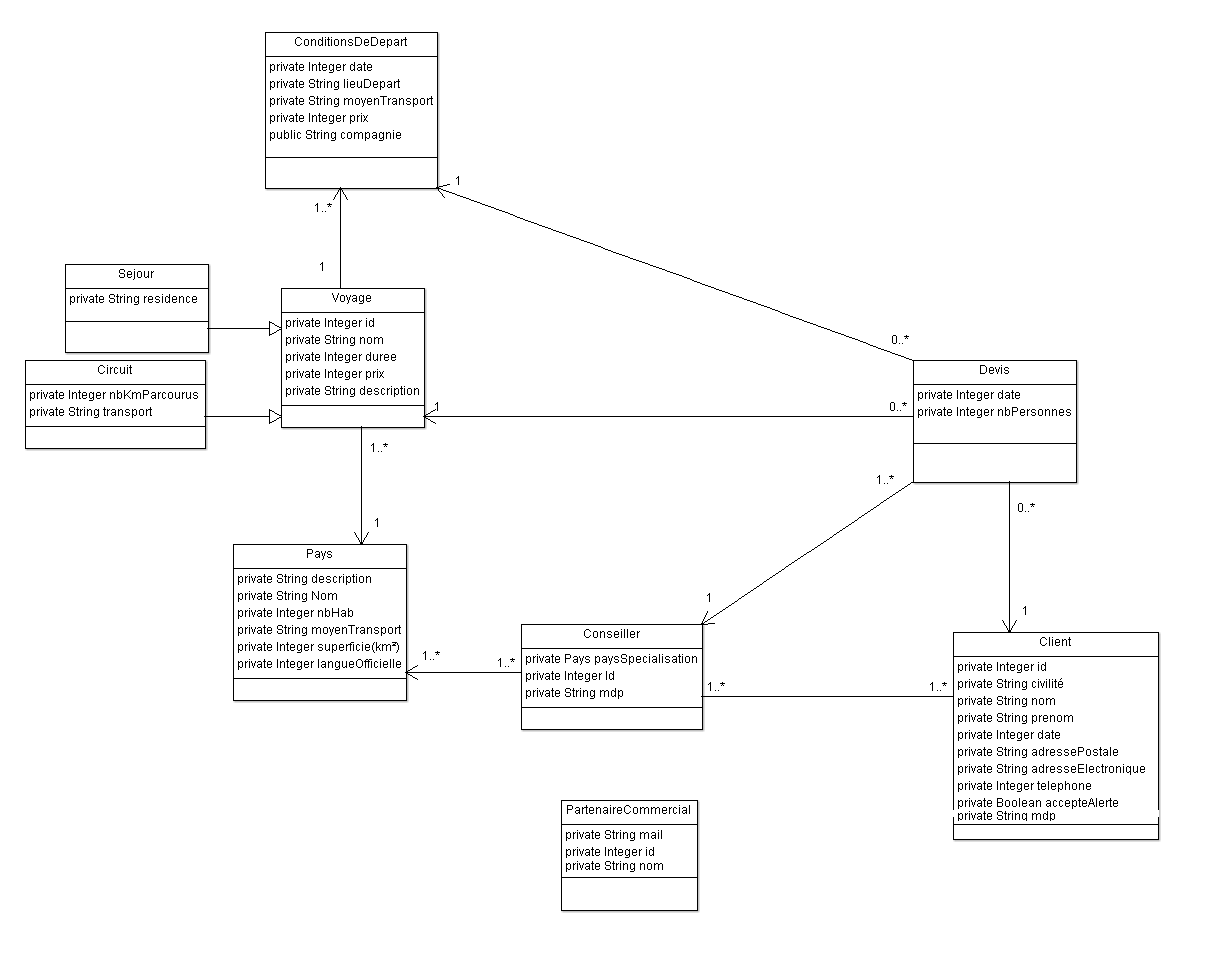 ConditionsDeDepart
private Integer date
private String lieuDepart
private String moyenTransport
private Integer prix
public String compagnie
1
1..*
1
Sejour
private String residence
Voyage
private Integer id
private String nom
private Integer duree
private Integer prix
private String description
Circuit
private Integer nbKmParcourus
private String transport
0..*
Devis
private Integer date
private Integer nbPersonnes
1
0..*
1..*
1..*
0..*
1
Pays
private String description
private String Nom
private Integer nbHab
private String moyenTransport
private Integer superficie(km²)
private Integer langueOfficielle
1
1
Conseiller
private Pays paysSpecialisation
private Integer Id
private String mdp
1..*
1..*
1..*
1..*
Client
private Integer id
private String civilité
private String nom
private String prenom
private Integer date
private String adressePostale
private String adresseElectronique
private Integer telephone
private Boolean accepteAlerte
private String mdp
PartenaireCommercial
private String mail
private Integer id
private String nom